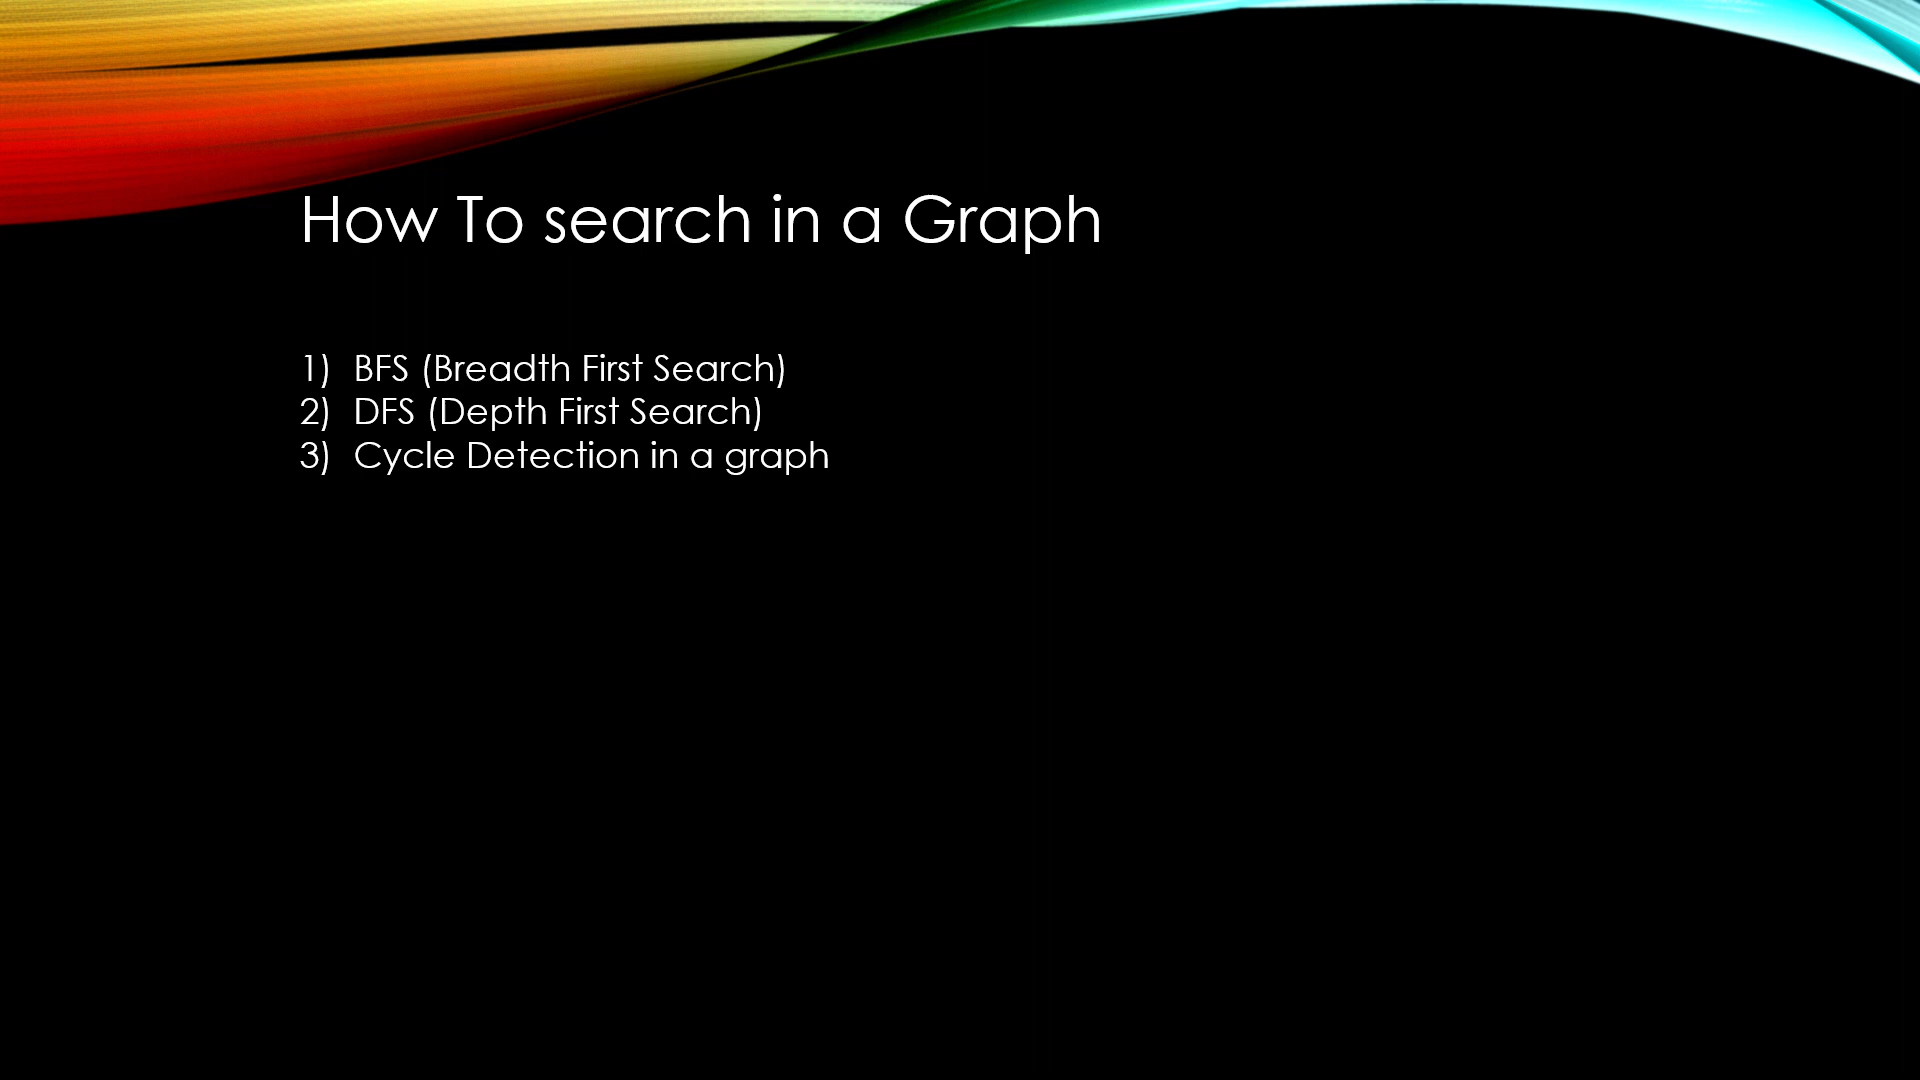 How To search in a Graph
1) BFS (Breadth First Search)
2) DFS (Depth First Search)
3) Cycle Detection in a graph